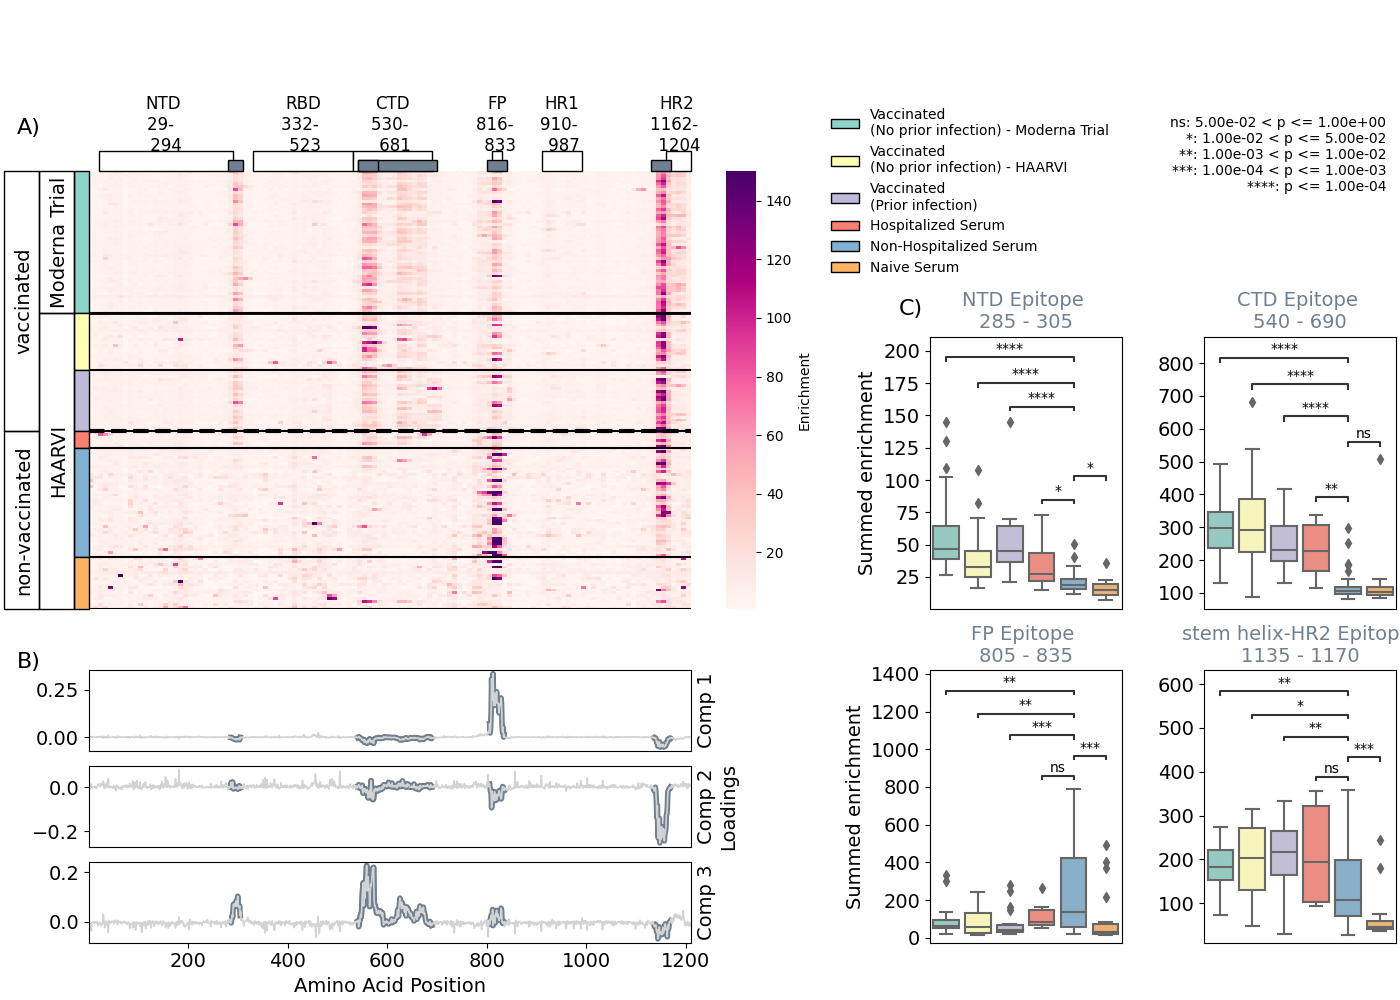 A)
NTD
29-
294
RBD
332-
523
CTD
530-
681
FP
816-
833
HR1
910-
987
HR2
1162-
1204
vaccinated
non-vaccinated
Moderna Trial
HAARVI
140
120
100
80
60
40
20
Enrichment
Vaccinated
(No prior infection) - Moderna Trial
Vaccinated
(No prior infection) - HAARVI
Vaccinated
(Prior infection)
Hospitalized Serum
Non-Hospitalized Serum
Naive Serum
ns: 5.00e-02 < p <= 1.00e+00
*: 1.00e-02 < p <= 5.00e-02
**: 1.00e-03 < p <= 1.00e-02
***: 1.00e-04 < p <= 1.00e-03
****: p <= 1.00e-04
B)
0.25
0.00
Comp 1
0.0
−0.2
Comp 2
0.2
0.0
Comp 3
Loadings
200
400
600
800
1000
1200
Amino Acid Position
C)
NTD Epitope
285 - 305
Summed enrichment
200
175
150
125
100
75
50
25
****
****
****
*
*
CTD Epitope
540 - 690
800
700
600
500
400
300
200
100
****
****
****
ns
**
FP Epitope
805 - 835
Summed enrichment
1400
1200
1000
800
600
400
200
0
**
**
***
***
ns
stem helix-HR2 Epitop
1135 - 1170
600
500
400
300
200
100
**
*
**
***
ns